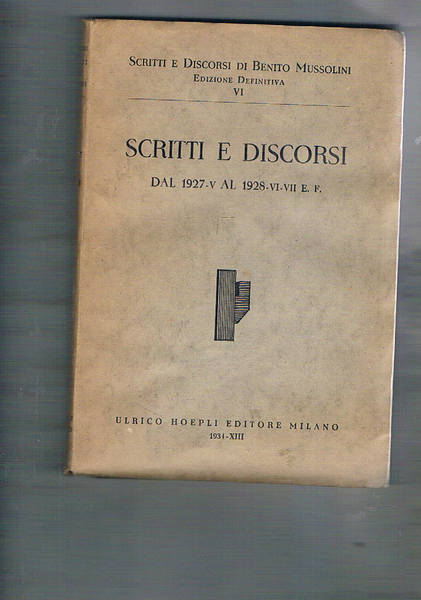 SCRITTI E DISCORSI DI BENITO MUSSOLINI
EDIZIONE DEFINITIVA
VI
SCRITTI E DISCORSI
DAL 1927-V AL 1928-VI-VII E. F.
ULRICO HOEPLI EDITORE MILANO
1934-XIII